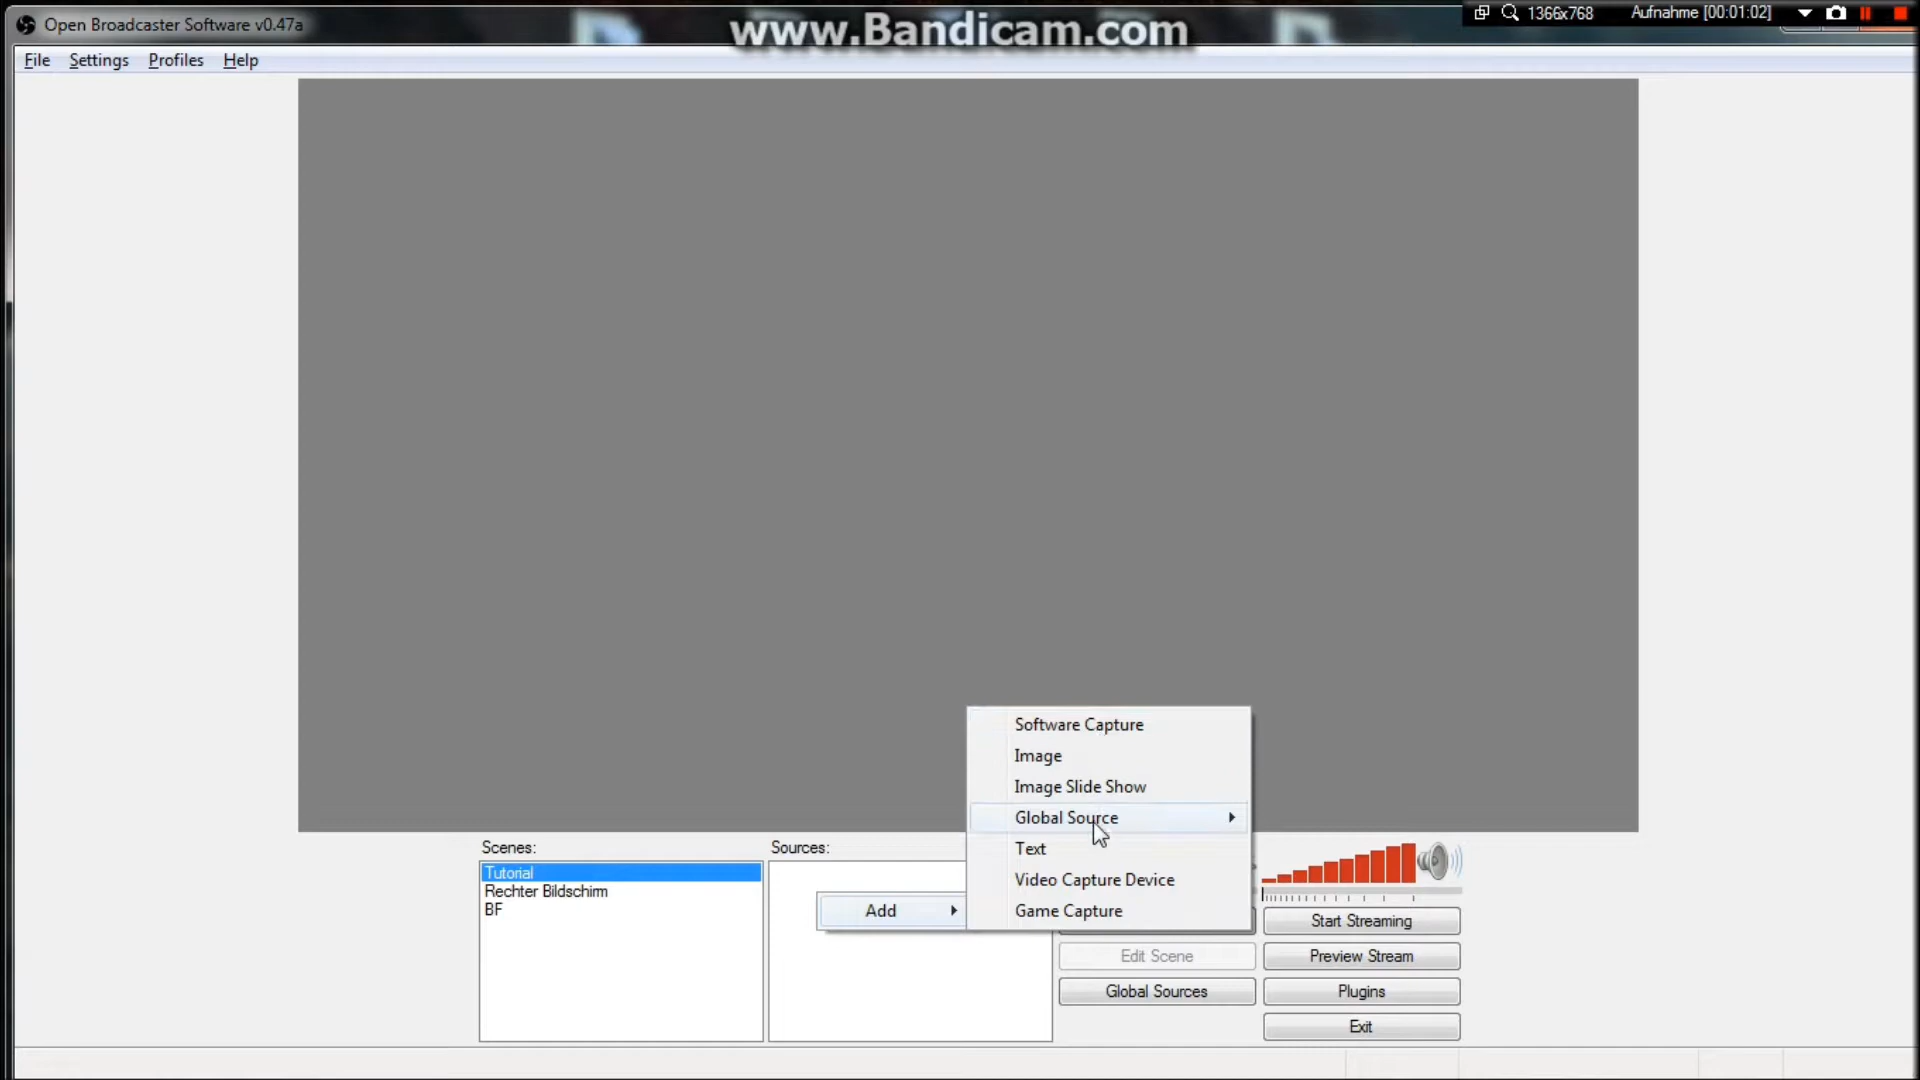 Open Broadcaster Software v0.47a
www.Bandicam.com
1366x768
Aufnahme [00:01:02]
File
Settings
Profiles
Help
Software Capture
Image
Image Slide Show
Global Source
Text
Video Capture Device
Game Capture
Scenes:
Tutorial
Rechter Bildschirm
BF
Sources:
Add
Edit Scene
Global Sources
Start Streaming
Preview Stream
Plugins
Exit